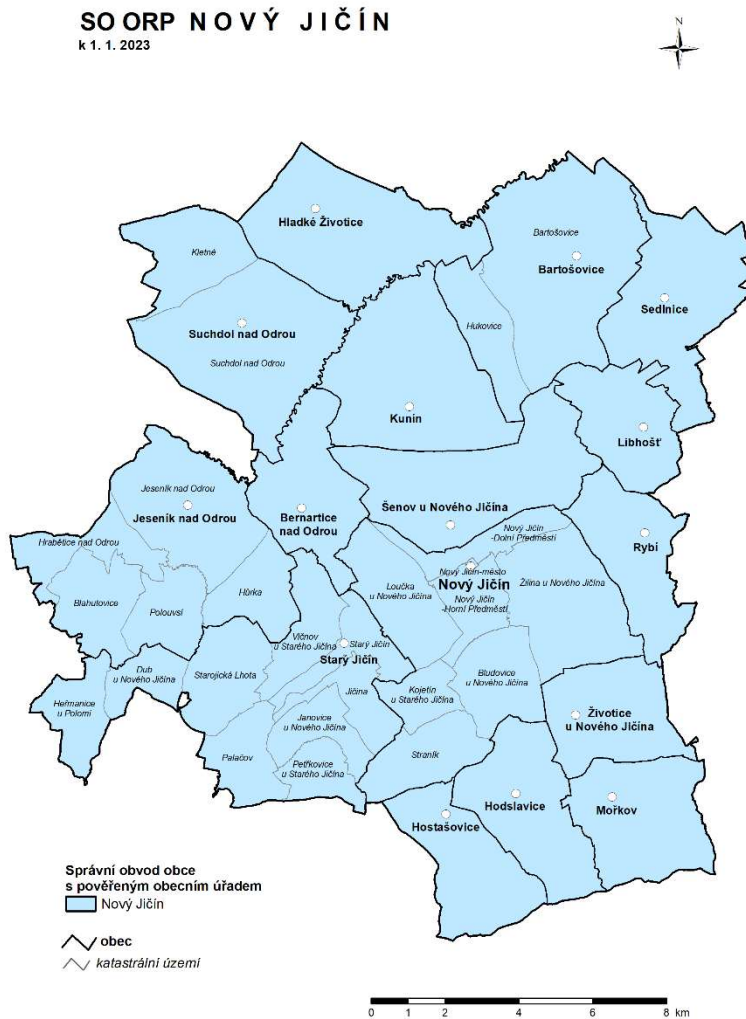 SO ORP NOVÝ JIČÍN
k 1. 1. 2023
N
Hladké Životice
Bartošovice
Bartošovice
Kletné
Sedlnice
Suchdol nad Odrou
Suchdol nad Odrou
Hukovice
Kunín
Libhošť
Jeseník nad Odrou
Jeseník nad Odrou
Bernartice
nad Odrou
Šenov u Nového Jičína
Nový Jičín
-Dolní Předměstí
Rybí
Hrabětice nad Odrou
Blahutovice
Polouvsí
Hůrka
Loučka
u Nového Jičína
Nový Jičín-město
Nový Jičín
Nový Jičín
-Horní Předměstí
Žilina u Nového Jičína
Vlčnov
u Starého Jičína
Starý Jičín
Starý Jičín
Dub
u Nového Jičína
Starojická Lhota
Heřmanice
u Polomi
Jičina
Kojetín
u Starého Jičína
Bludovice
u Nového Jičína
Janovice
u Nového Jičína
Životice
u Nového Jičína
Palačov
Petřkovice
u Starého Jičína
Straník
Hostašovice
Hodslavice
Mořkov
Správní obvod obce
s pověřeným obecním úřadem
Nový Jičín
obec
katastrální území
0 1 2 4 6 8 km